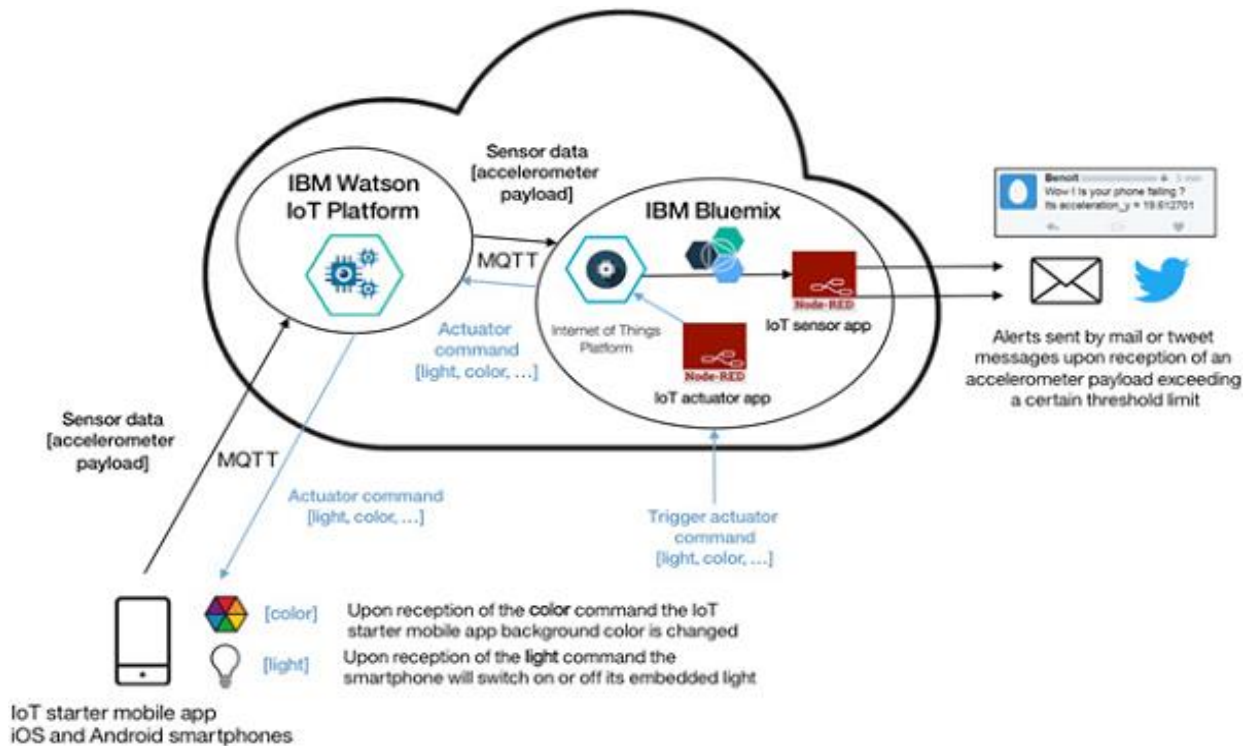 IBM Watson
IoT Platform
Sensor data
[accelerometer
payload]
MQTT
IBM Bluemix
Internet of Things
Platform
Node-RED
IoT sensor app
Node-RED
IoT actuator app
Actuator
command
[light, color, ...]
Benoit
5 min
Wow ! Is your phone falling ?
Its acceleration_y = 19.612701
Alerts sent by mail or tweet
messages upon reception of an
accelerometer payload exceeding
a certain threshold limit
Sensor data
[accelerometer
payload]
MQTT
Actuator command
[light, color, ...]
Trigger actuator
command
[light, color, ...]
[color] Upon reception of the color command the IoT
starter mobile app background color is changed
[light] Upon reception of the light command the
smartphone will switch on or off its embedded light
IoT starter mobile app
iOS and Android smartphones